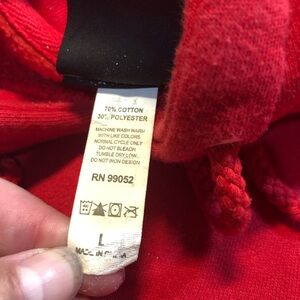 70% COTTON
30% POLYESTER
MACHINE WASH WARM
WITH LIKE COLORS
NORMAL CYCLE ONLY
DO NOT BLEACH
TUMBLE DRY LOW
DO NOT IRON DESIGN
RN 99052
L
MADE IN